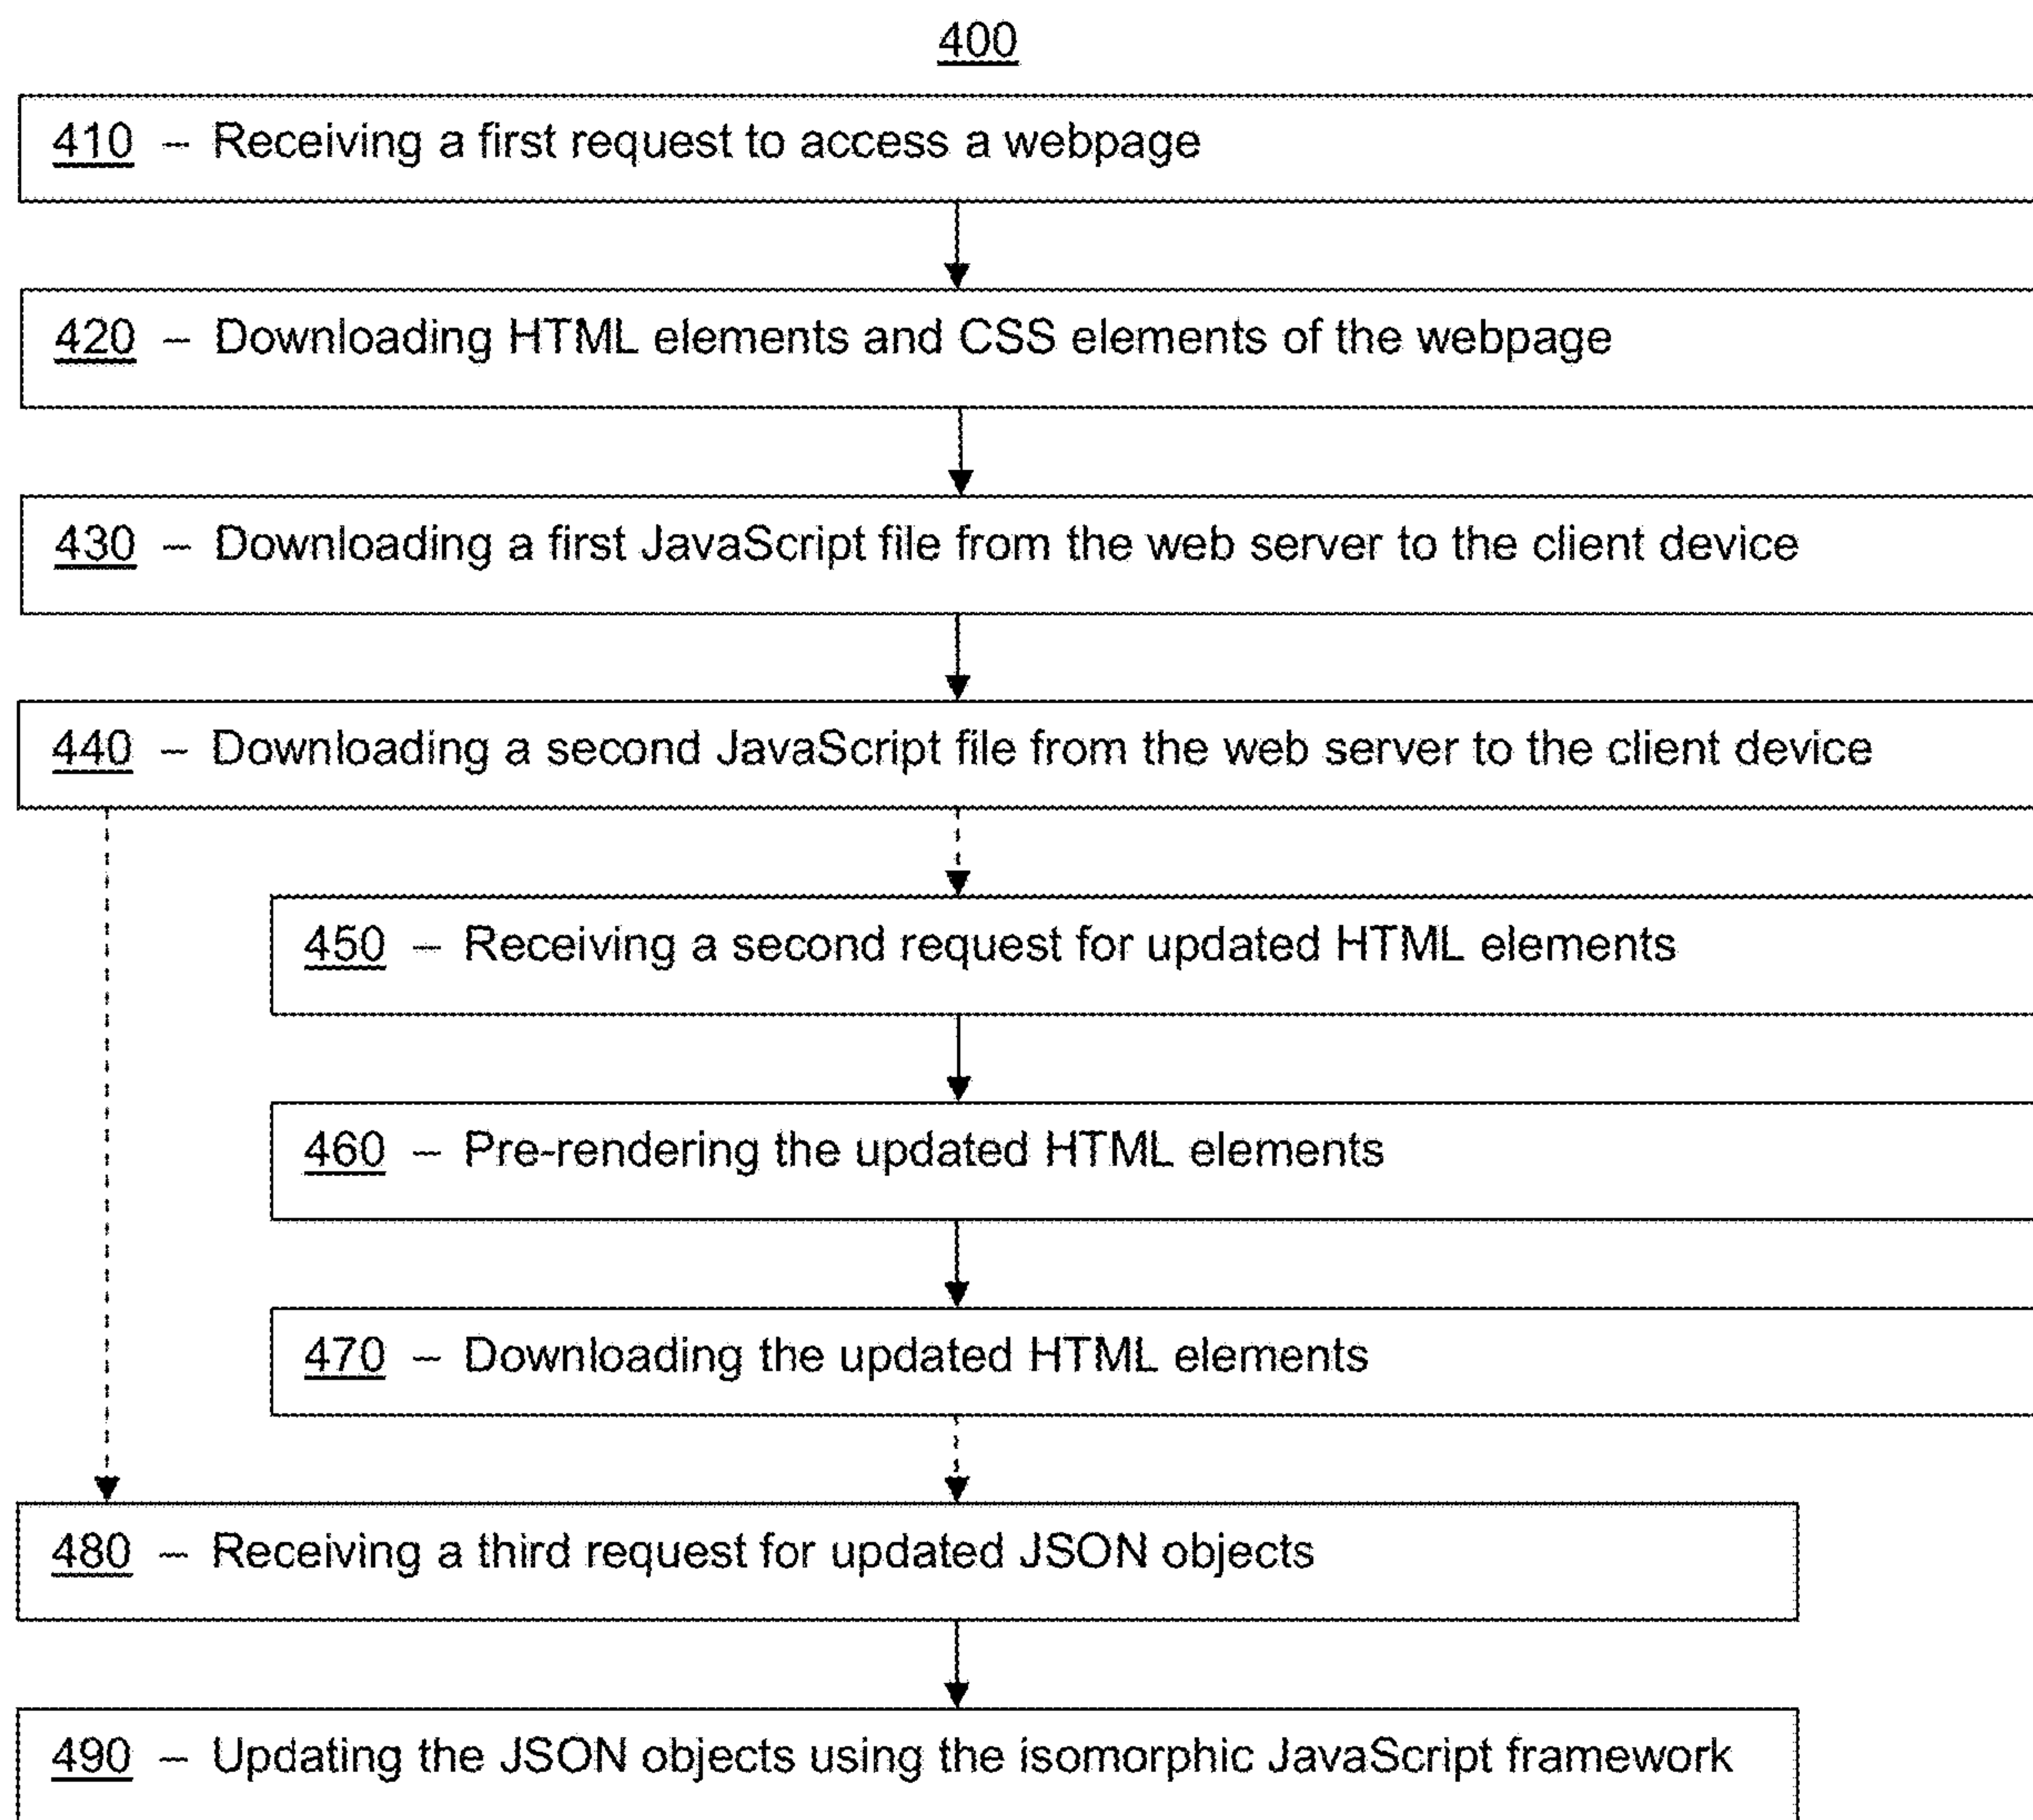 400
410 – Receiving a first request to access a webpage
420 – Downloading HTML elements and CSS elements of the webpage
430 – Downloading a first JavaScript file from the web server to the client device
440 – Downloading a second JavaScript file from the web server to the client device
450 – Receiving a second request for updated HTML elements
460 – Pre-rendering the updated HTML elements
470 – Downloading the updated HTML elements
480 – Receiving a third request for updated JSON objects
490 – Updating the JSON objects using the isomorphic JavaScript framework